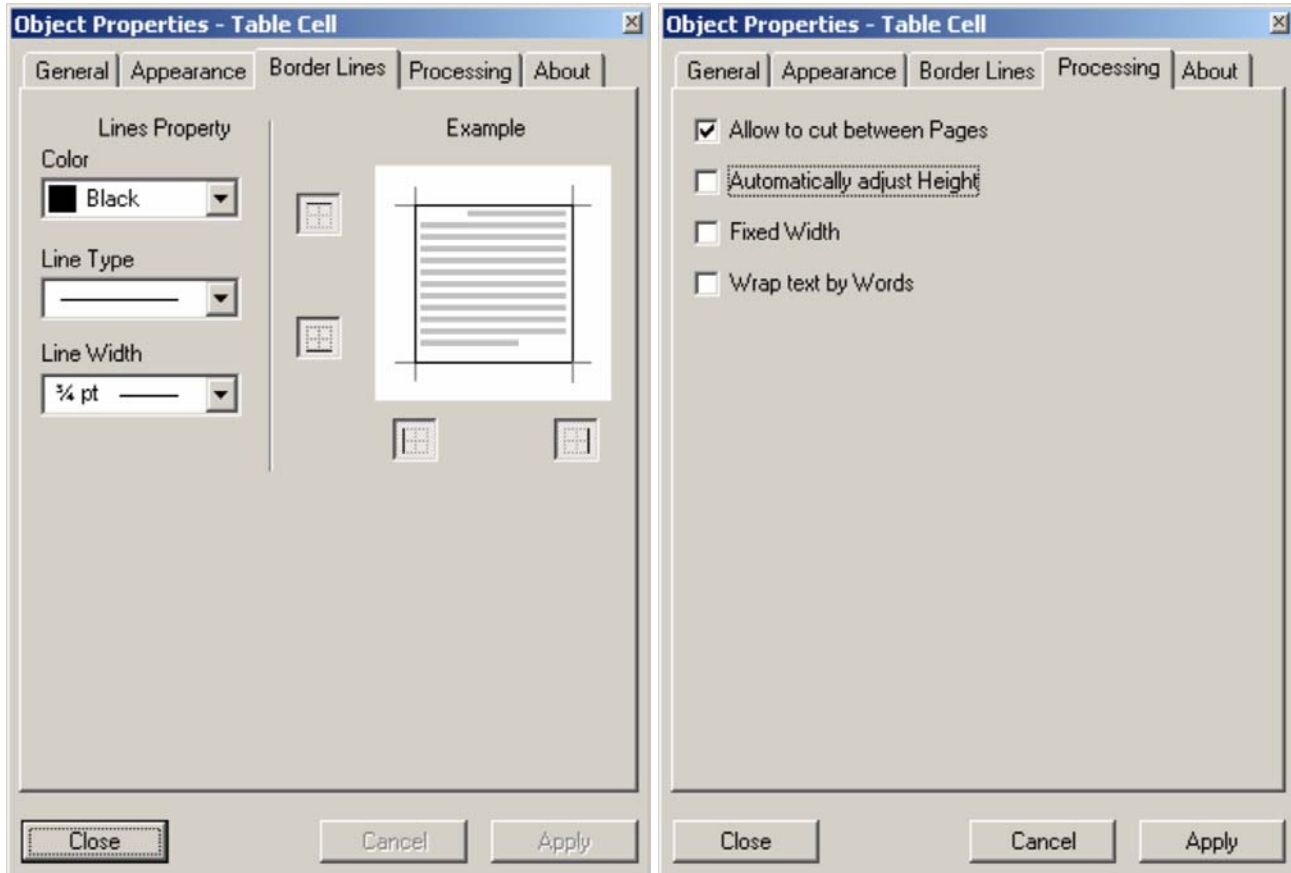 Object Properties - Table Cell
General Appearance Border Lines Processing About
Lines Property
Example
Color
Black
Line Type
Line Width
¾ pt
Close Cancel Apply
Object Properties - Table Cell
General Appearance Border Lines Processing About
Allow to cut between Pages
Automatically adjust Height
Fixed Width
Wrap text by Words
Close Cancel Apply